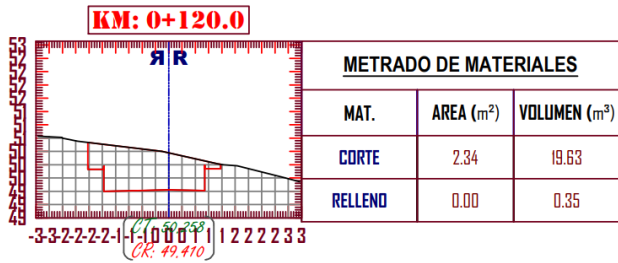 KM: 0+120.0
R R
METRADO DE MATERIALES
MAT. AREA (m²) VOLUMEN (m³)
CORTE 2.34 19.63
RELLENO 0.00 0.35
CT: 50.258
CR: 49.410